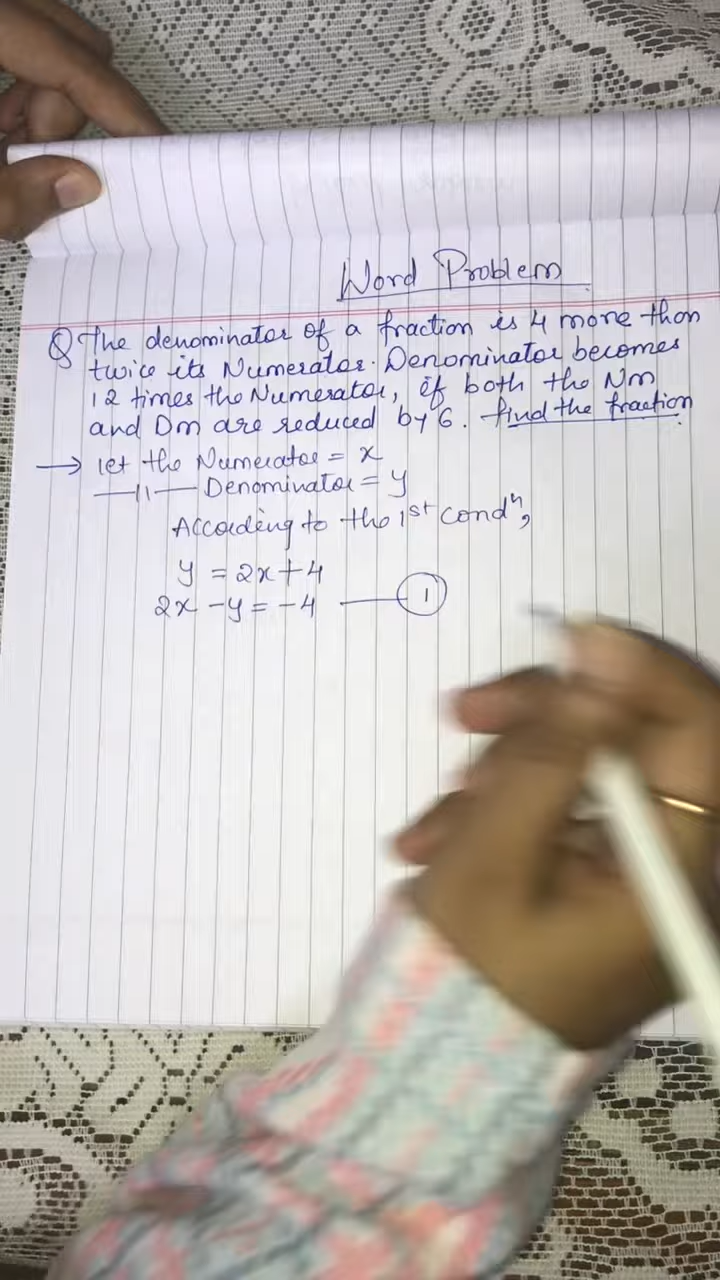 Word Problem
Q The denominator of a fraction is 4 more than
twice its Numerator. Denominator becomes
12 times the Numerator, if both the Nm
and Dm are reduced by 6. find the fraction.
→ let the Numerator = x
—11— Denominator = y
According to the 1st condⁿ,
y = 2x + 4
2x - y = -4 — 1